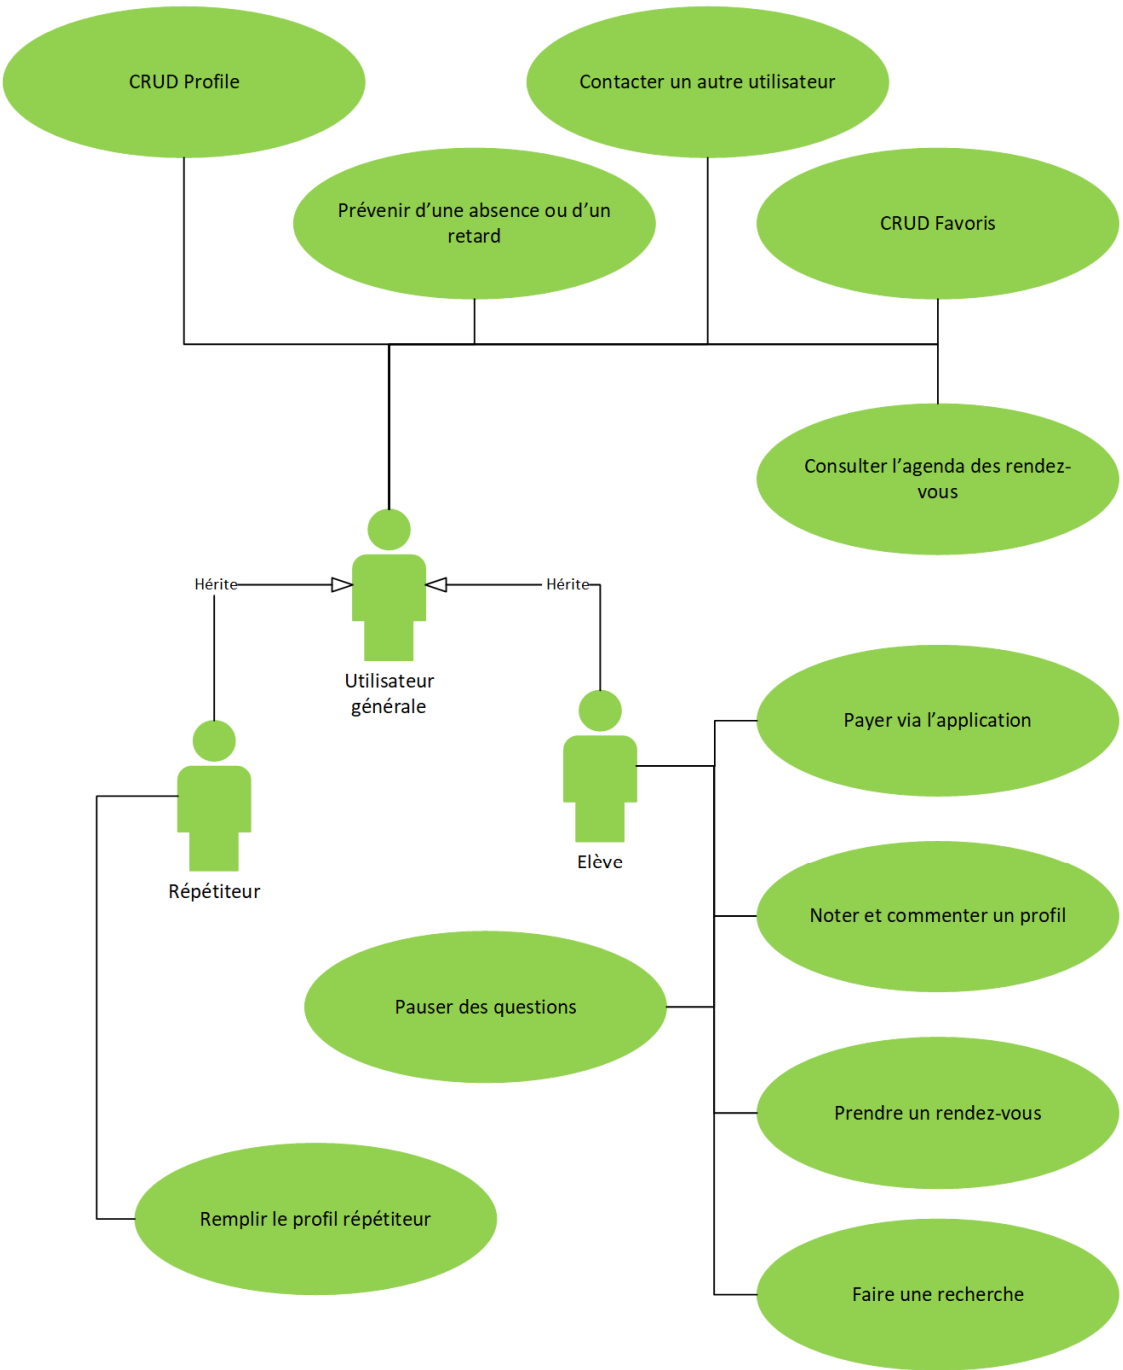 CRUD Profile
Contacter un autre utilisateur
Prévenir d’une absence ou d’un
retard
CRUD Favoris
Consulter l’agenda des rendez-
vous
Hérite
Hérite
Utilisateur
générale
Payer via l’application
Elève
Répétiteur
Noter et commenter un profil
Pauser des questions
Prendre un rendez-vous
Remplir le profil répétiteur
Faire une recherche